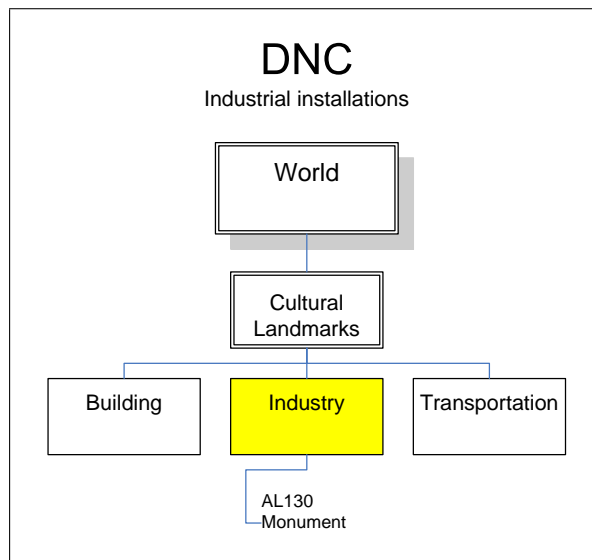 DNC
Industrial installations
World
Cultural
Landmarks
Building
Industry
Transportation
AL130
Monument